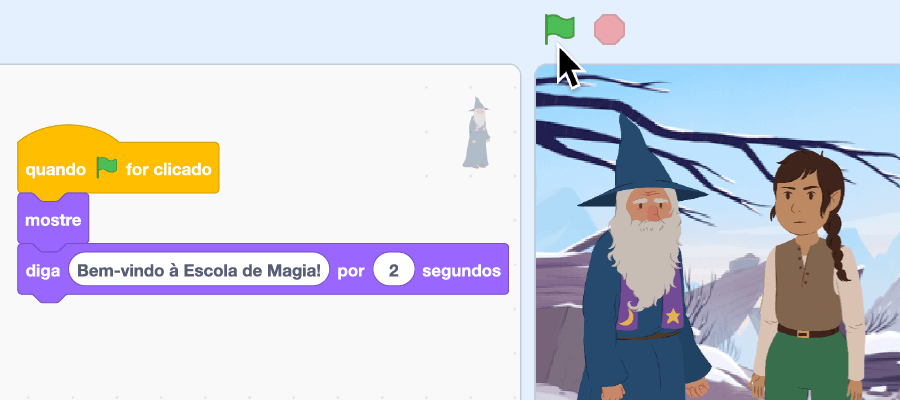 quando for clicado
mostre
diga Bem-vindo à Escola de Magia! por 2 segundos